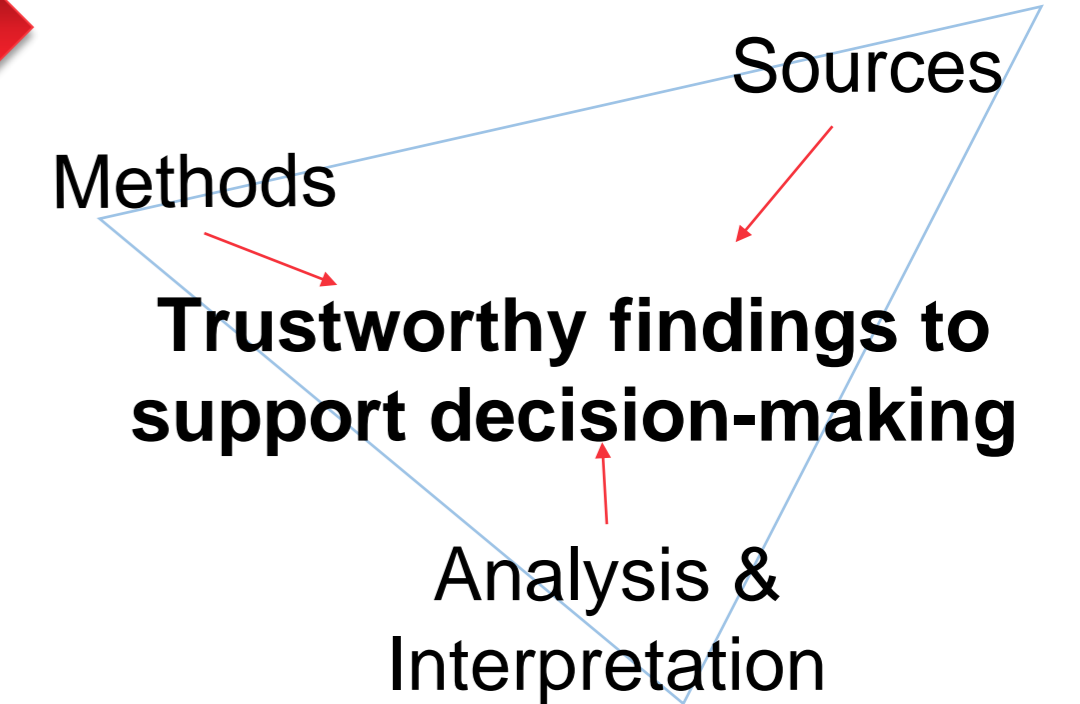 Sources
Methods
Trustworthy findings to
support decision-making
Analysis &
Interpretation